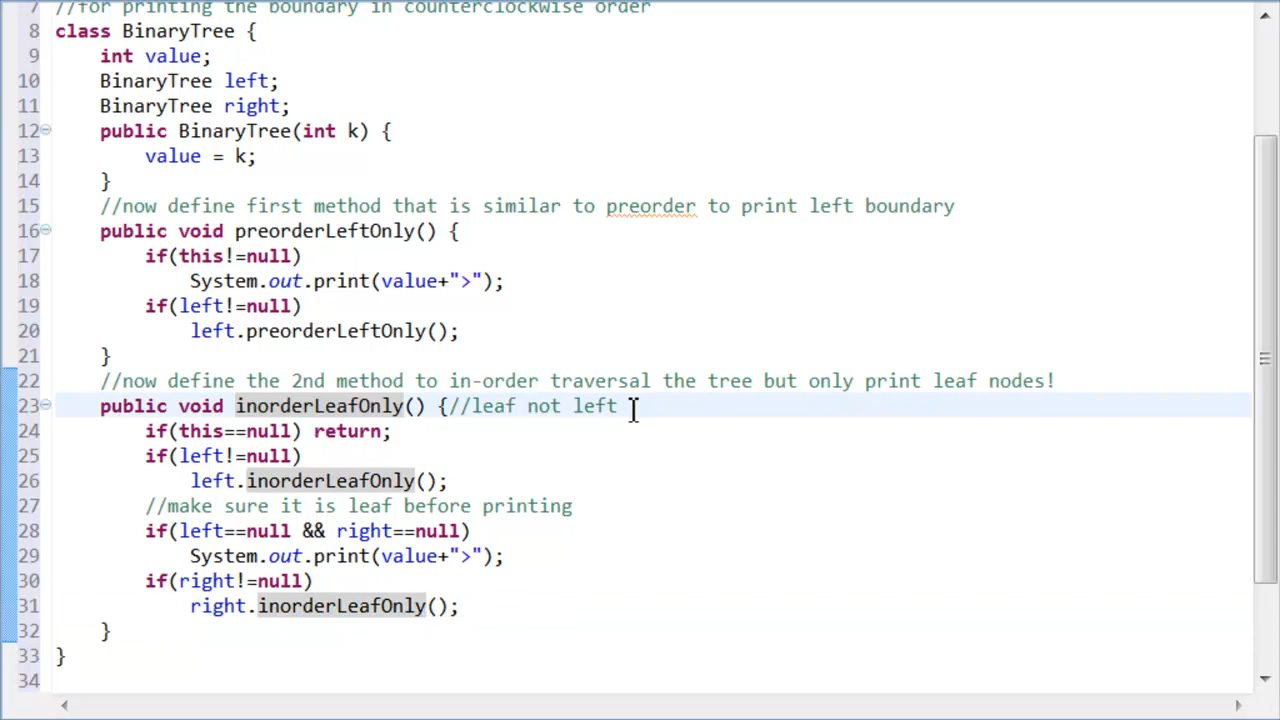 7 //for printing the boundary in counterclockwise order
8 class BinaryTree {
9     int value;
10     BinaryTree left;
11     BinaryTree right;
12     public BinaryTree(int k) {
13         value = k;
14     }
15     //now define first method that is similar to preorder to print left boundary
16     public void preorderLeftOnly() {
17         if(this!=null)
18             System.out.print(value+">");
19         if(left!=null)
20             left.preorderLeftOnly();
21     }
22     //now define the 2nd method to in-order traversal the tree but only print leaf nodes!
23     public void inorderLeafOnly() {//leaf not left
24         if(this==null) return;
25         if(left!=null)
26             left.inorderLeafOnly();
27         //make sure it is leaf before printing
28         if(left==null && right==null)
29             System.out.print(value+">");
30         if(right!=null)
31             right.inorderLeafOnly();
32     }
33 }
34